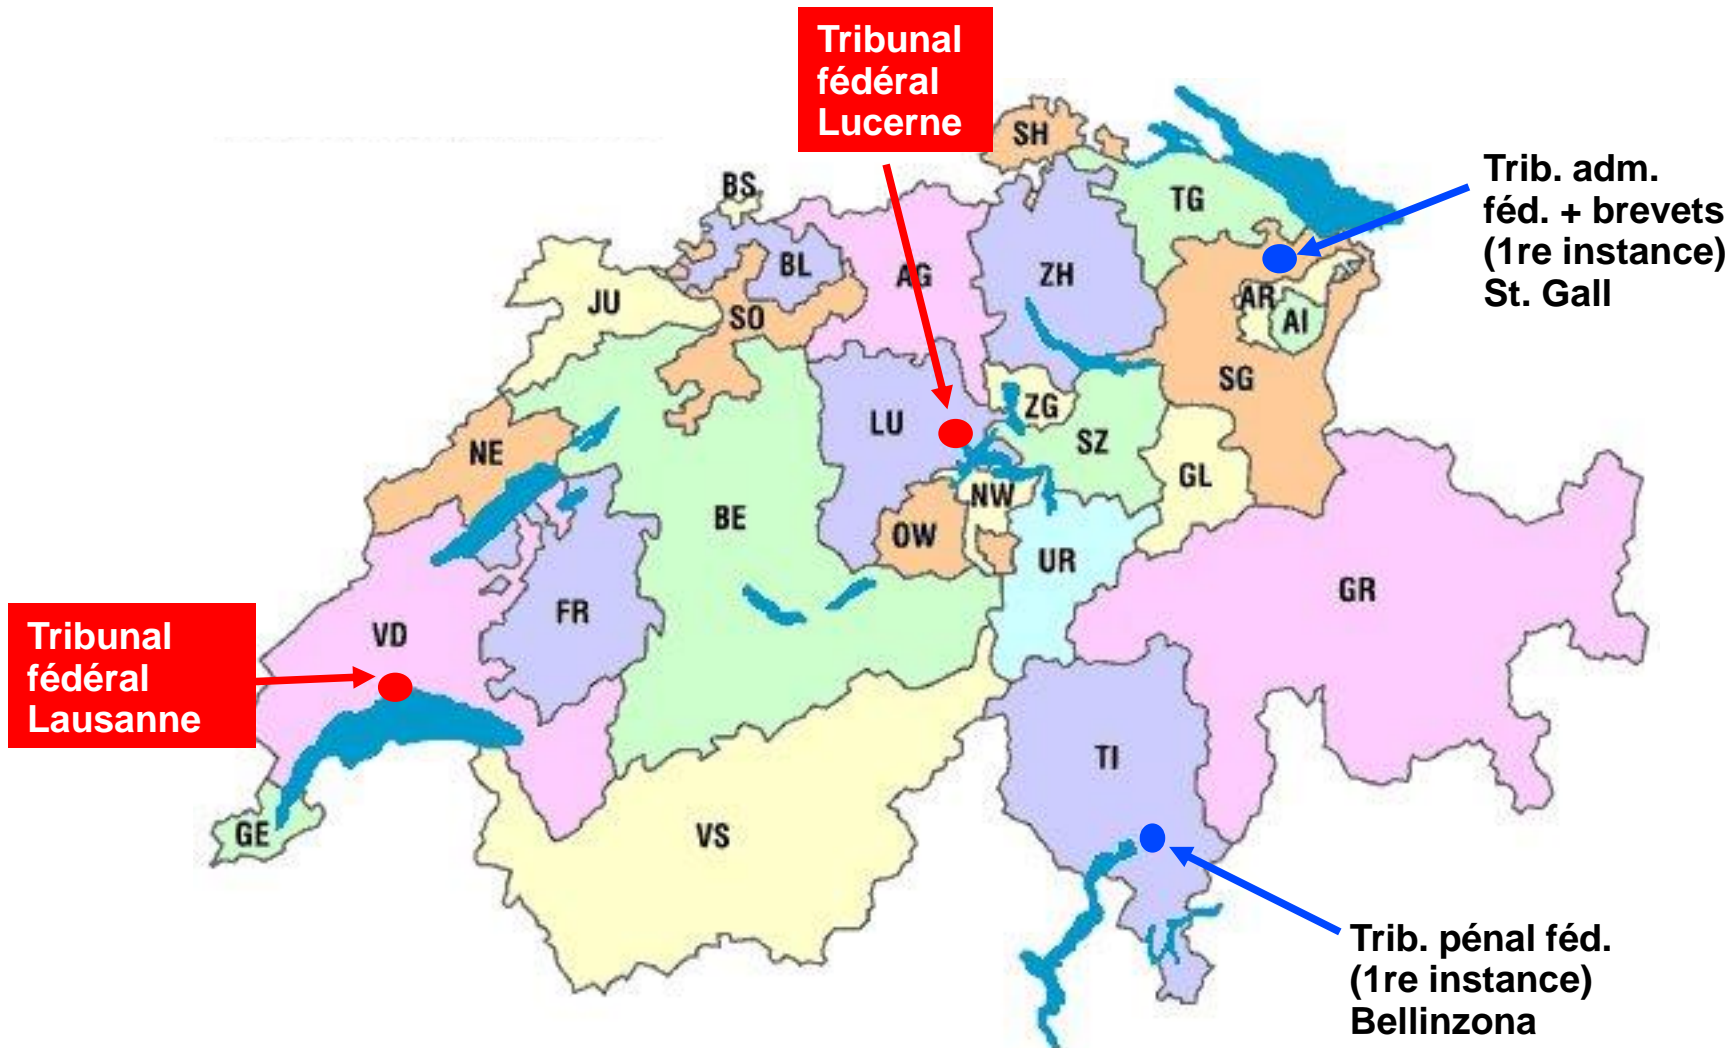 Tribunal
fédéral
Lucerne
SH
Trib. adm.
féd. + brevets
(1re instance)
St. Gall
BS
TG
BL
AG
ZH
JU
SO
AR
AI
SG
ZG
LU
SZ
NE
GL
NW
BE
OW
UR
GR
FR
VD
Tribunal
fédéral
Lausanne
TI
GE
VS
Trib. pénal féd.
(1re instance)
Bellinzona